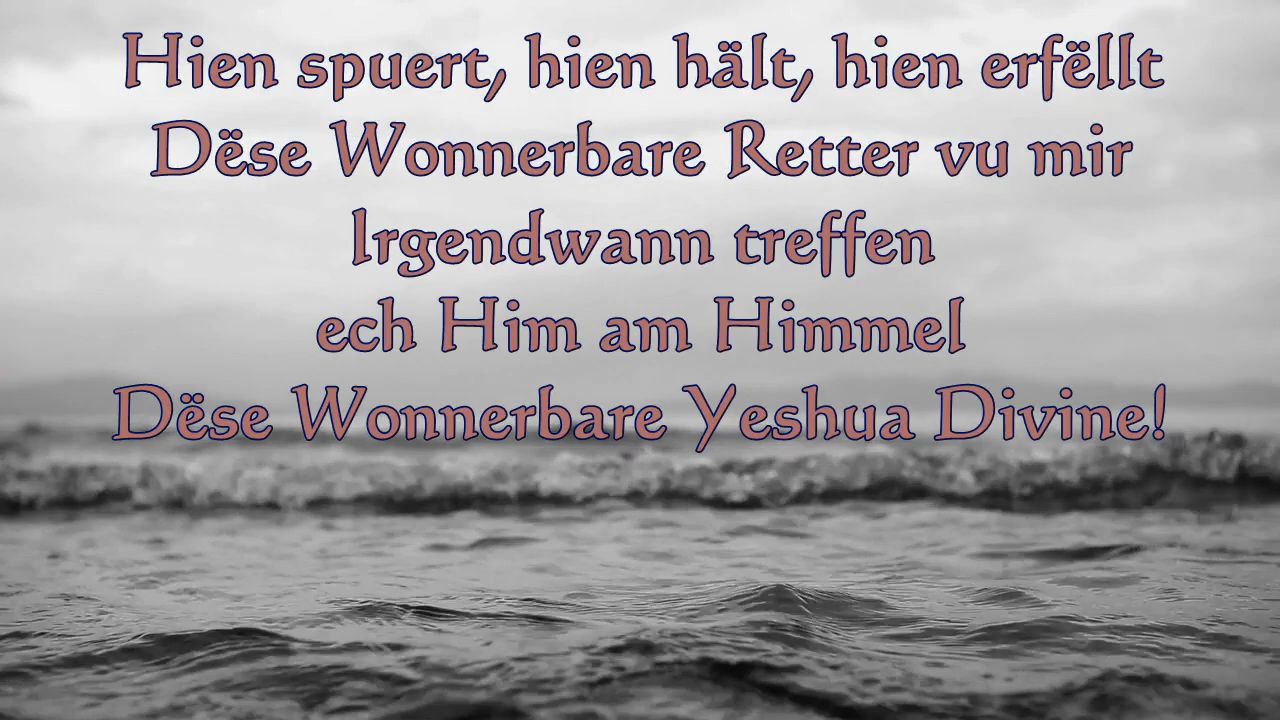 Hien spuert, hien hält, hien erfëllt
Dëse Wonnerbare Retter vu mir
Irgendwann treffen
ech Him am Himmel
Dëse Wonnerbare Yeshua Divine!